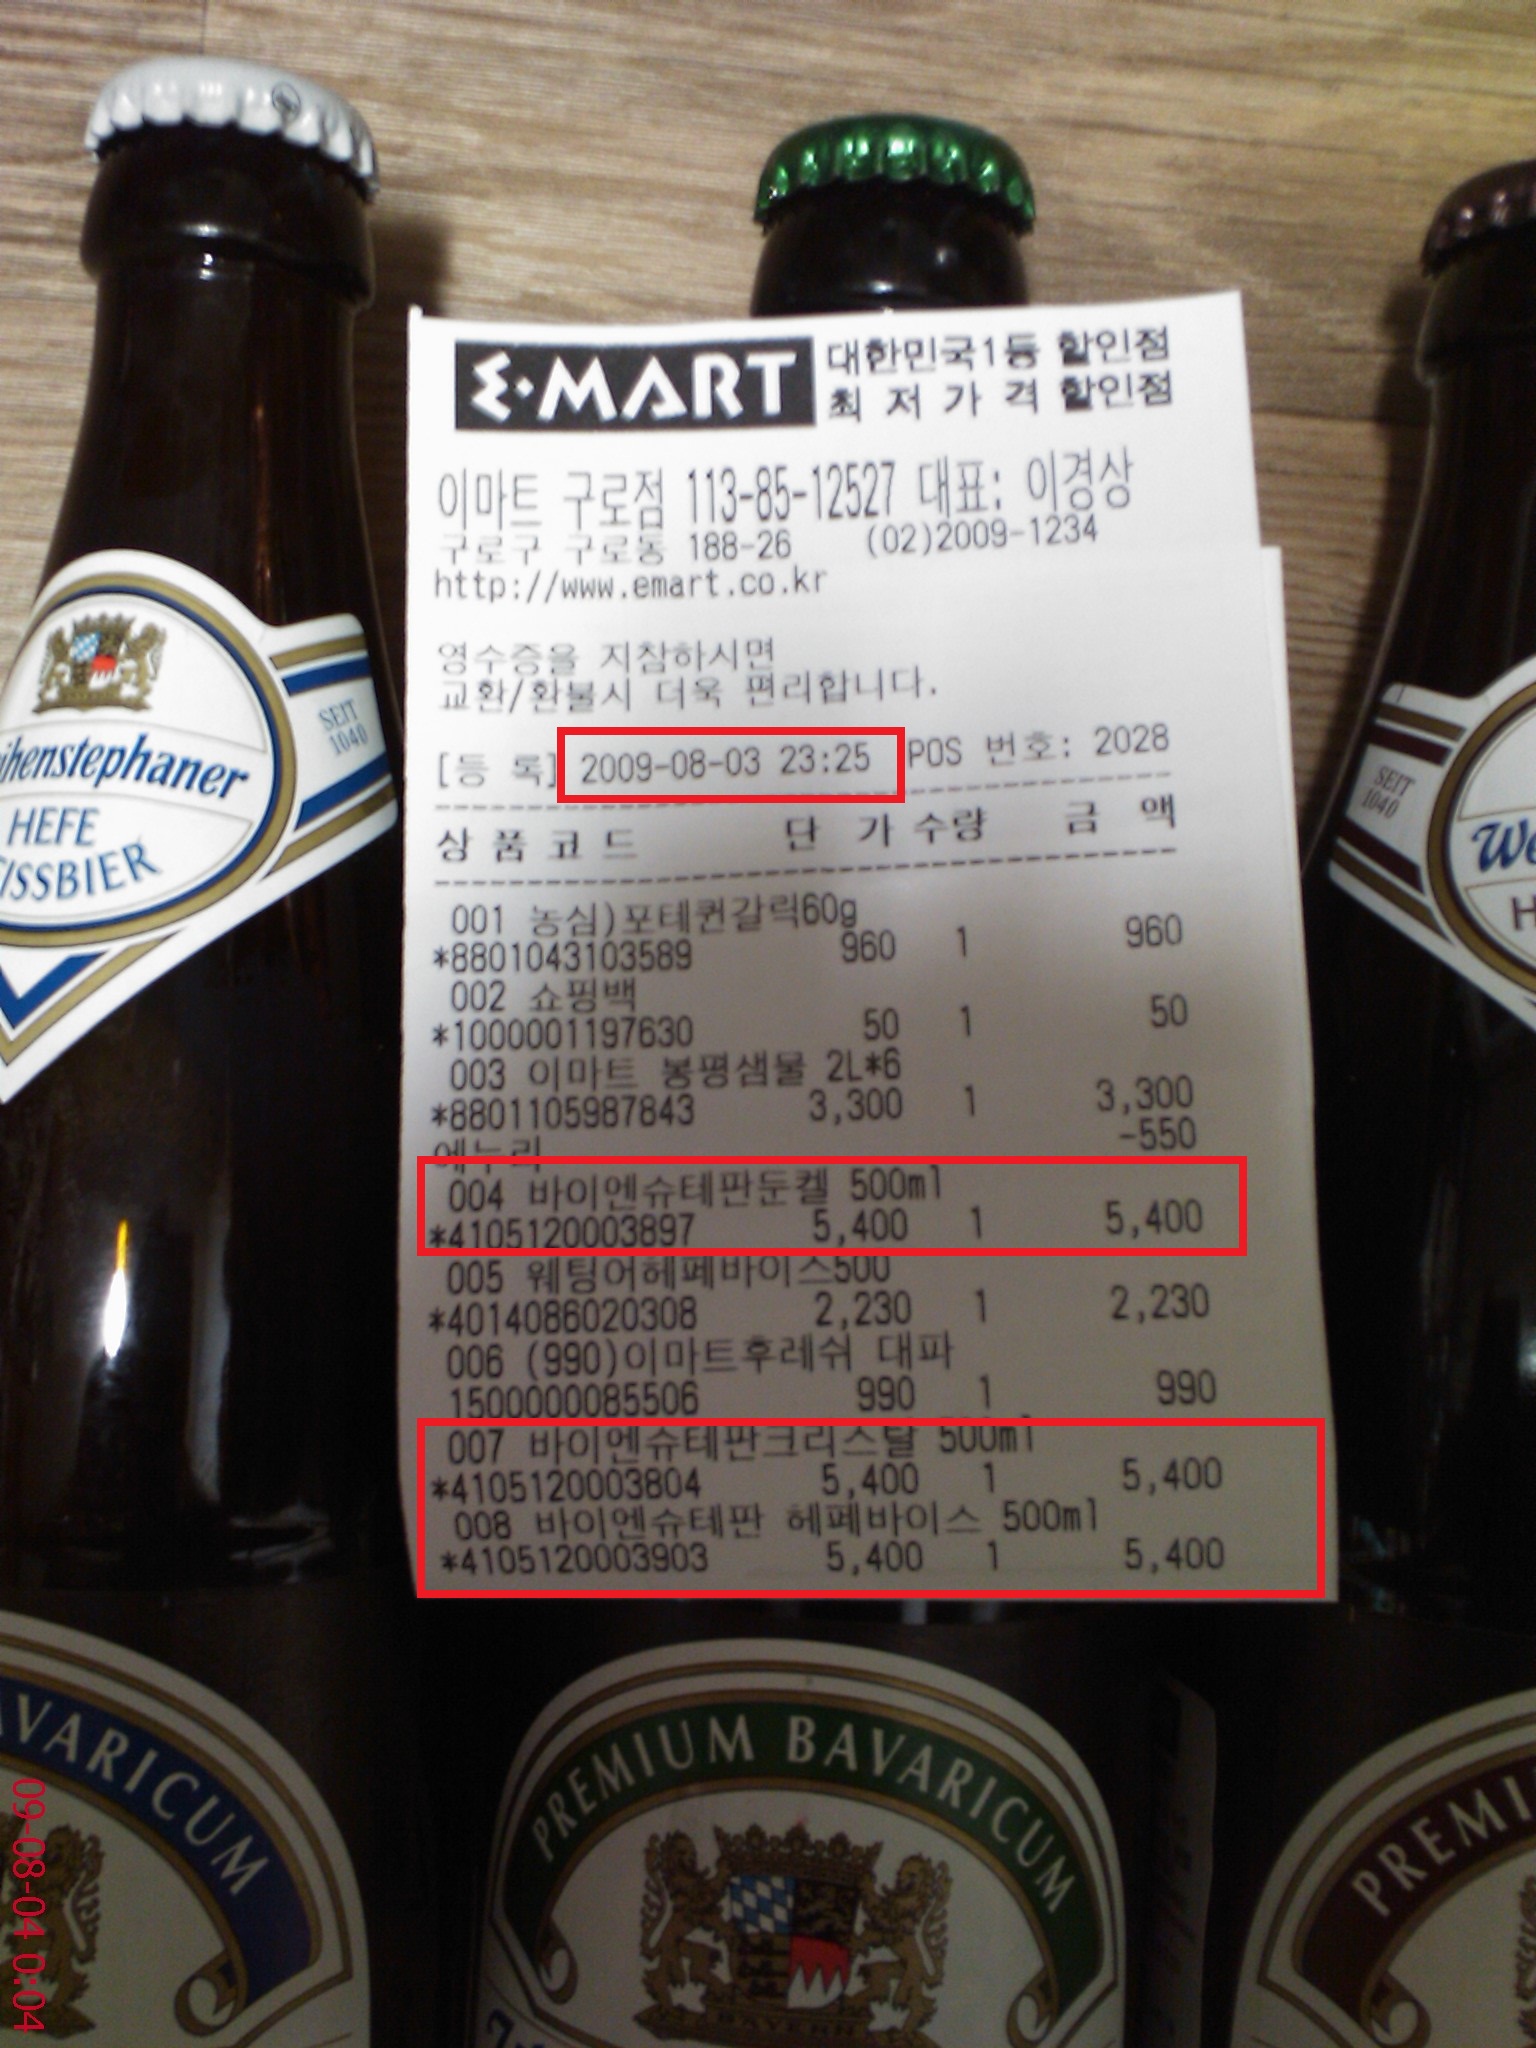 E·MART 대한민국1등 할인점
최 저 가 격 할인점
이마트 구로점 113-85-12527 대표: 이경상
구로구 구로동 188-26 (02)2009-1234
http://www.emart.co.kr
영수증을 지참하시면
교환/환불시 더욱 편리합니다.
[등 록] 2009-08-03 23:25 POS 번호: 2028
상 품 코 드 단 가 수량 금 액
001 농심)포테퀸갈릭60g
*8801043103589 960 1 960
002 쇼핑백
*1000001197630 50 1 50
003 이마트 봉평샘물 2L*6
*8801105987843 3,300 1 3,300
에누리 -550
004 바이엔슈테판둔켈 500ml
*4105120003897 5,400 1 5,400
005 웨팅어헤페바이스500
*4014086020308 2,230 1 2,230
006 (990)이마트후레쉬 대파
1500000085506 990 1 990
007 바이엔슈테판크리스탈 500ml
*4105120003804 5,400 1 5,400
008 바이엔슈테판 헤페바이스 500ml
*4105120003903 5,400 1 5,400
ihenstephaner
HEFE
ISSBIER
SEIT
1040
SEIT
1040
We
H
AVARICUM
PREMIUM BAVARICUM
PREMI
09-08-04 0:04